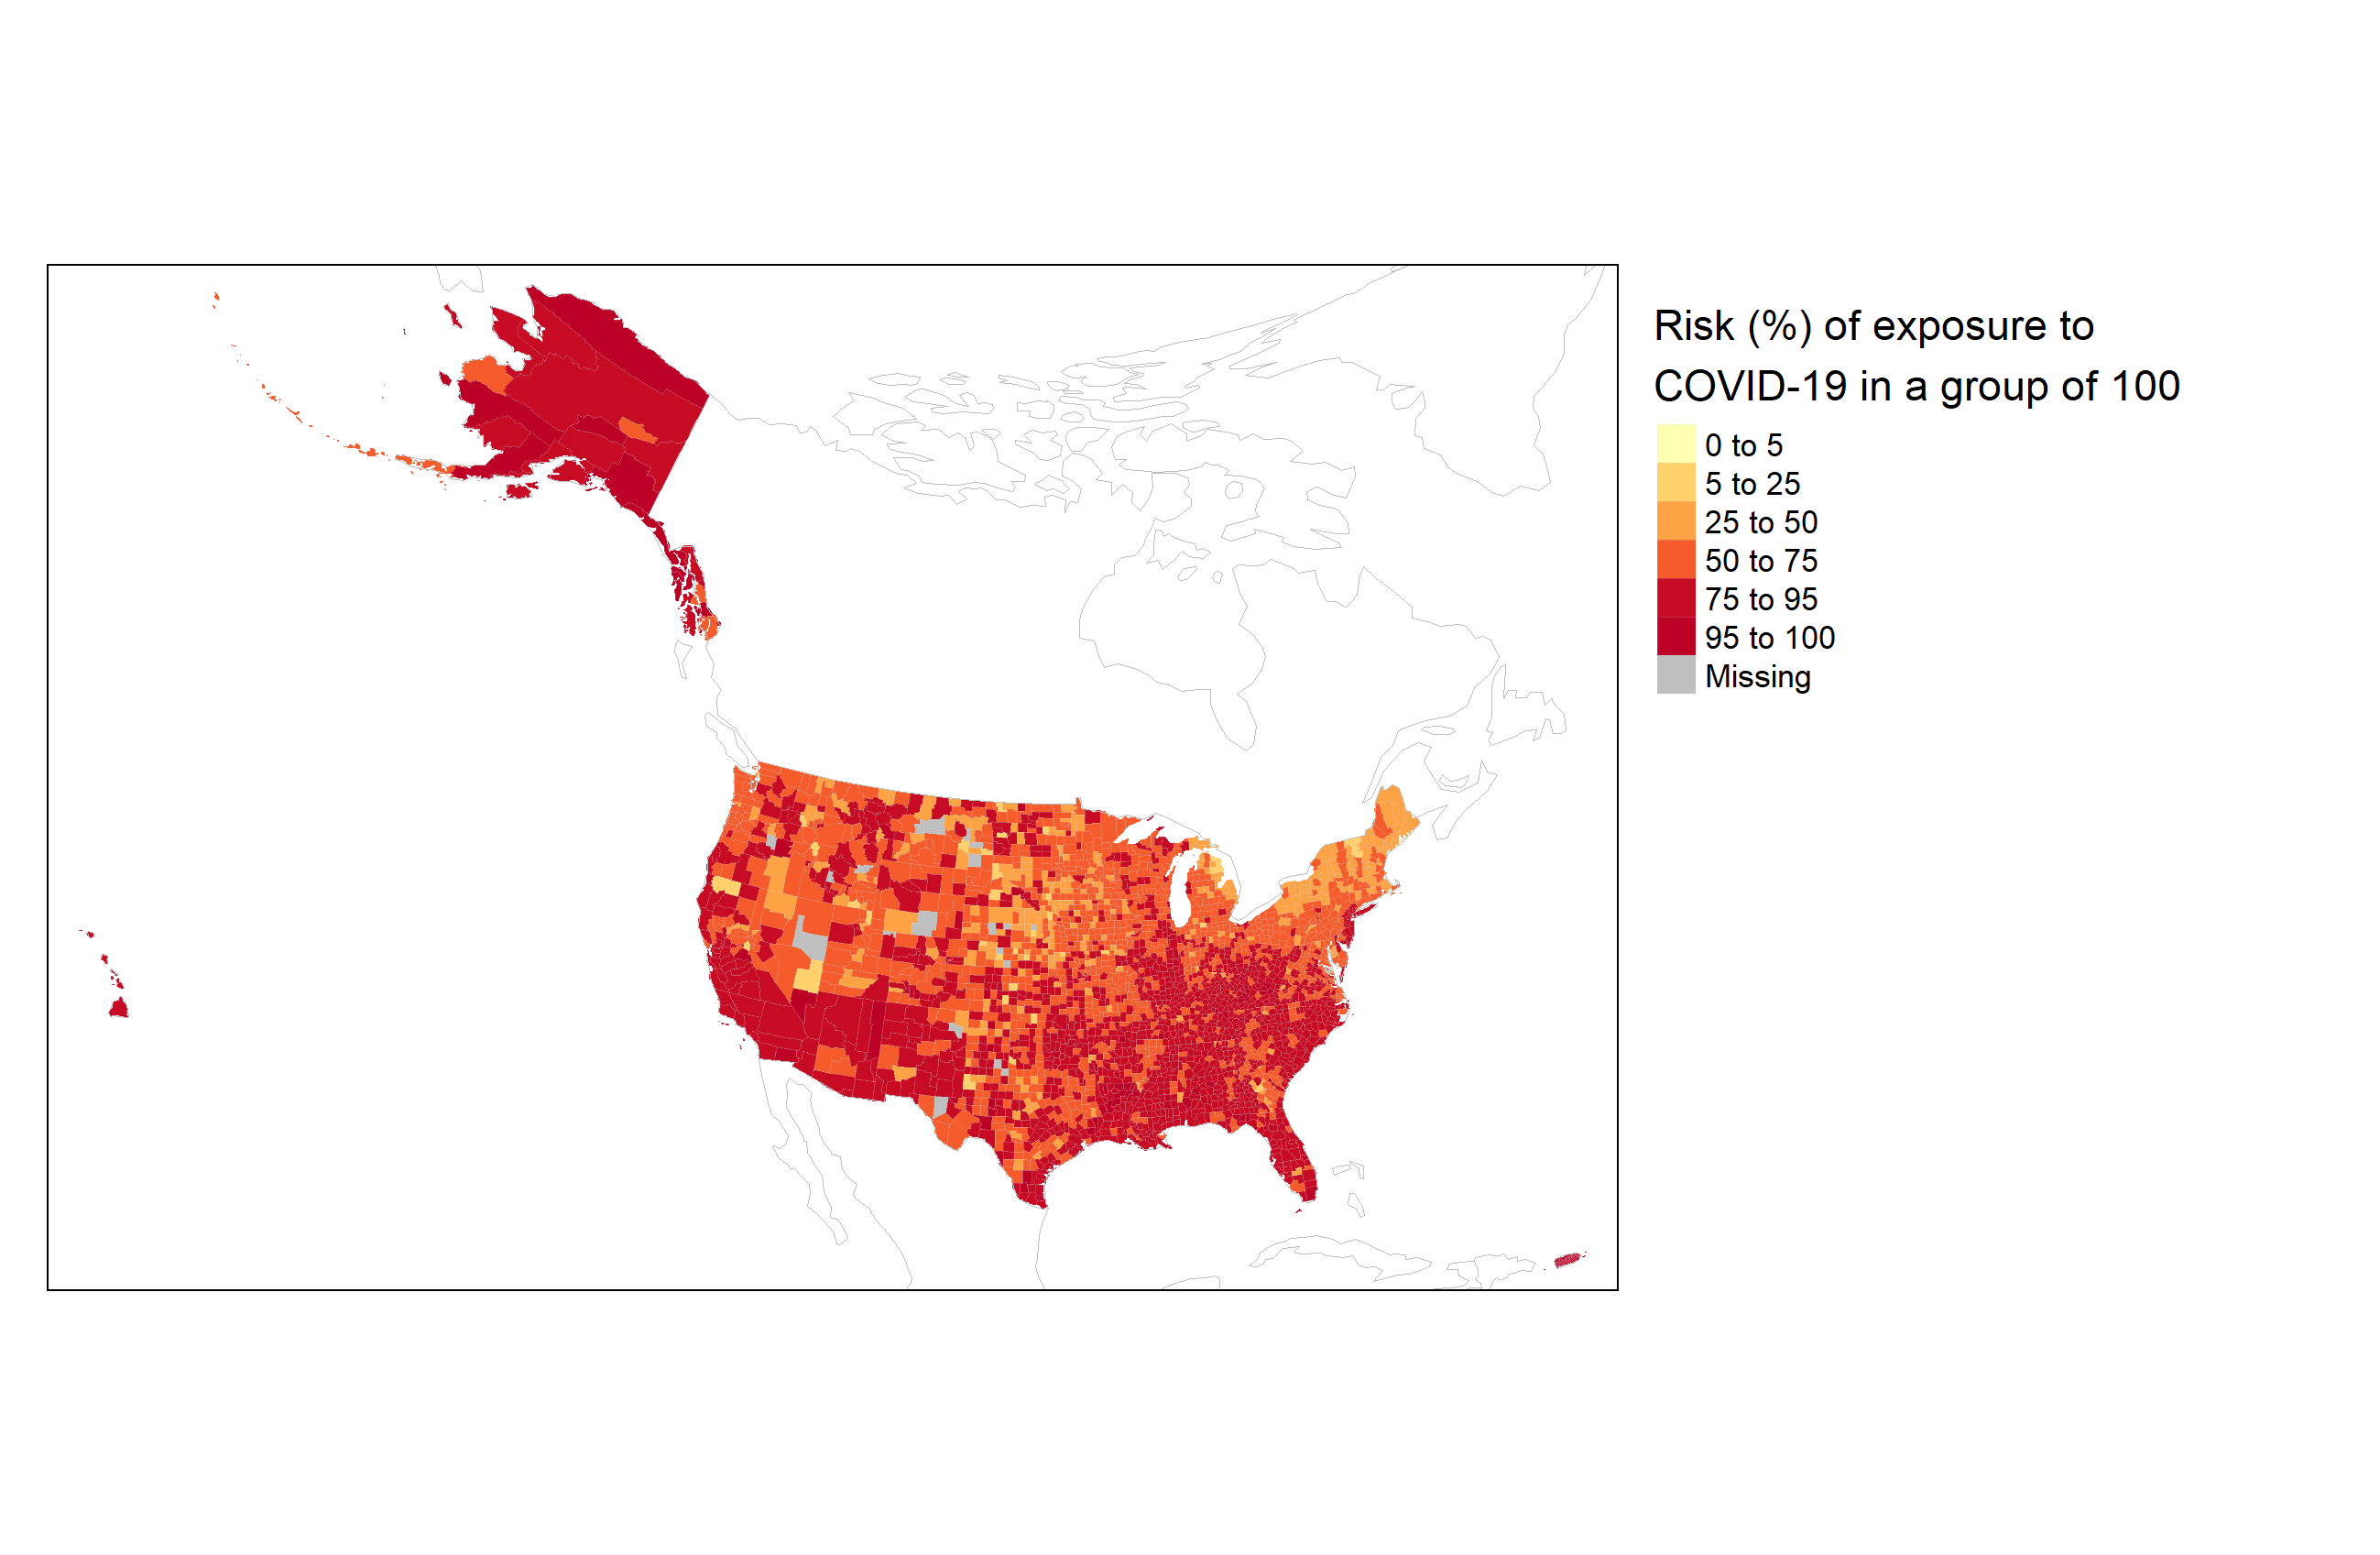 Risk (%) of exposure to
COVID-19 in a group of 100
0 to 5
5 to 25
25 to 50
50 to 75
75 to 95
95 to 100
Missing